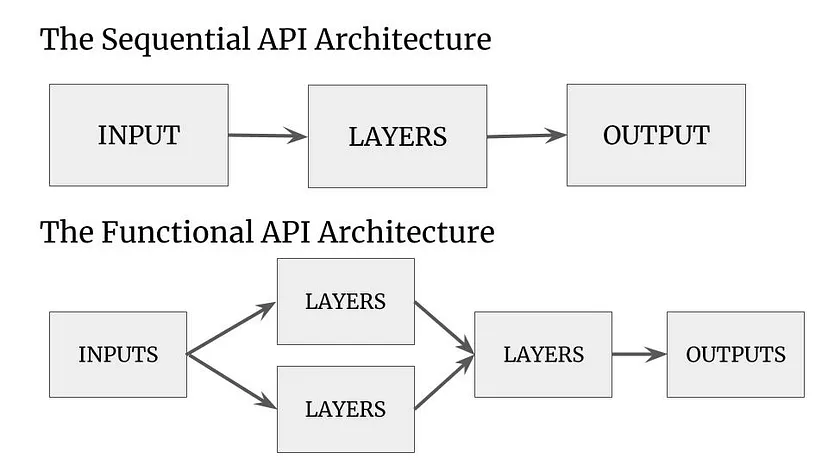 The Sequential API Architecture
INPUT
LAYERS
OUTPUT
The Functional API Architecture
LAYERS
INPUTS
LAYERS
OUTPUTS
LAYERS